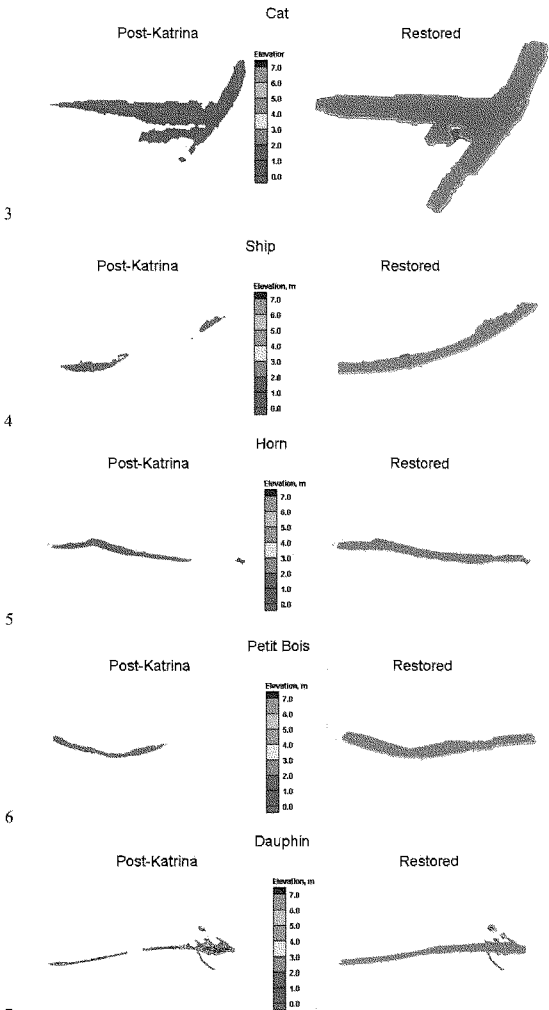 Cat
Post-Katrina
Restored
Elevation
7.0
6.0
5.0
4.0
3.0
2.0
1.0
0.0
3
Ship
Post-Katrina
Restored
Elevation, m
7.0
6.0
5.0
4.0
3.0
2.0
1.0
0.0
4
Horn
Post-Katrina
Restored
Elevation, m
7.0
6.0
5.0
4.0
3.0
2.0
1.0
0.0
5
Petit Bois
Post-Katrina
Restored
Elevation, m
7.0
6.0
5.0
4.0
3.0
2.0
1.0
0.0
6
Dauphin
Post-Katrina
Restored
Elevation, m
7.0
6.0
5.0
4.0
3.0
2.0
1.0
0.0